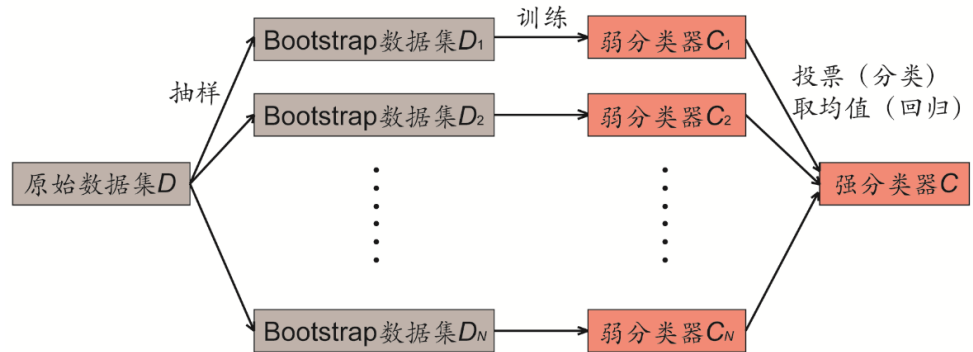 训练
Bootstrap数据集D1
弱分类器C1
投票（分类）
取均值（回归）
抽样
Bootstrap数据集D2
弱分类器C2
原始数据集D
强分类器C
Bootstrap数据集DN
弱分类器CN